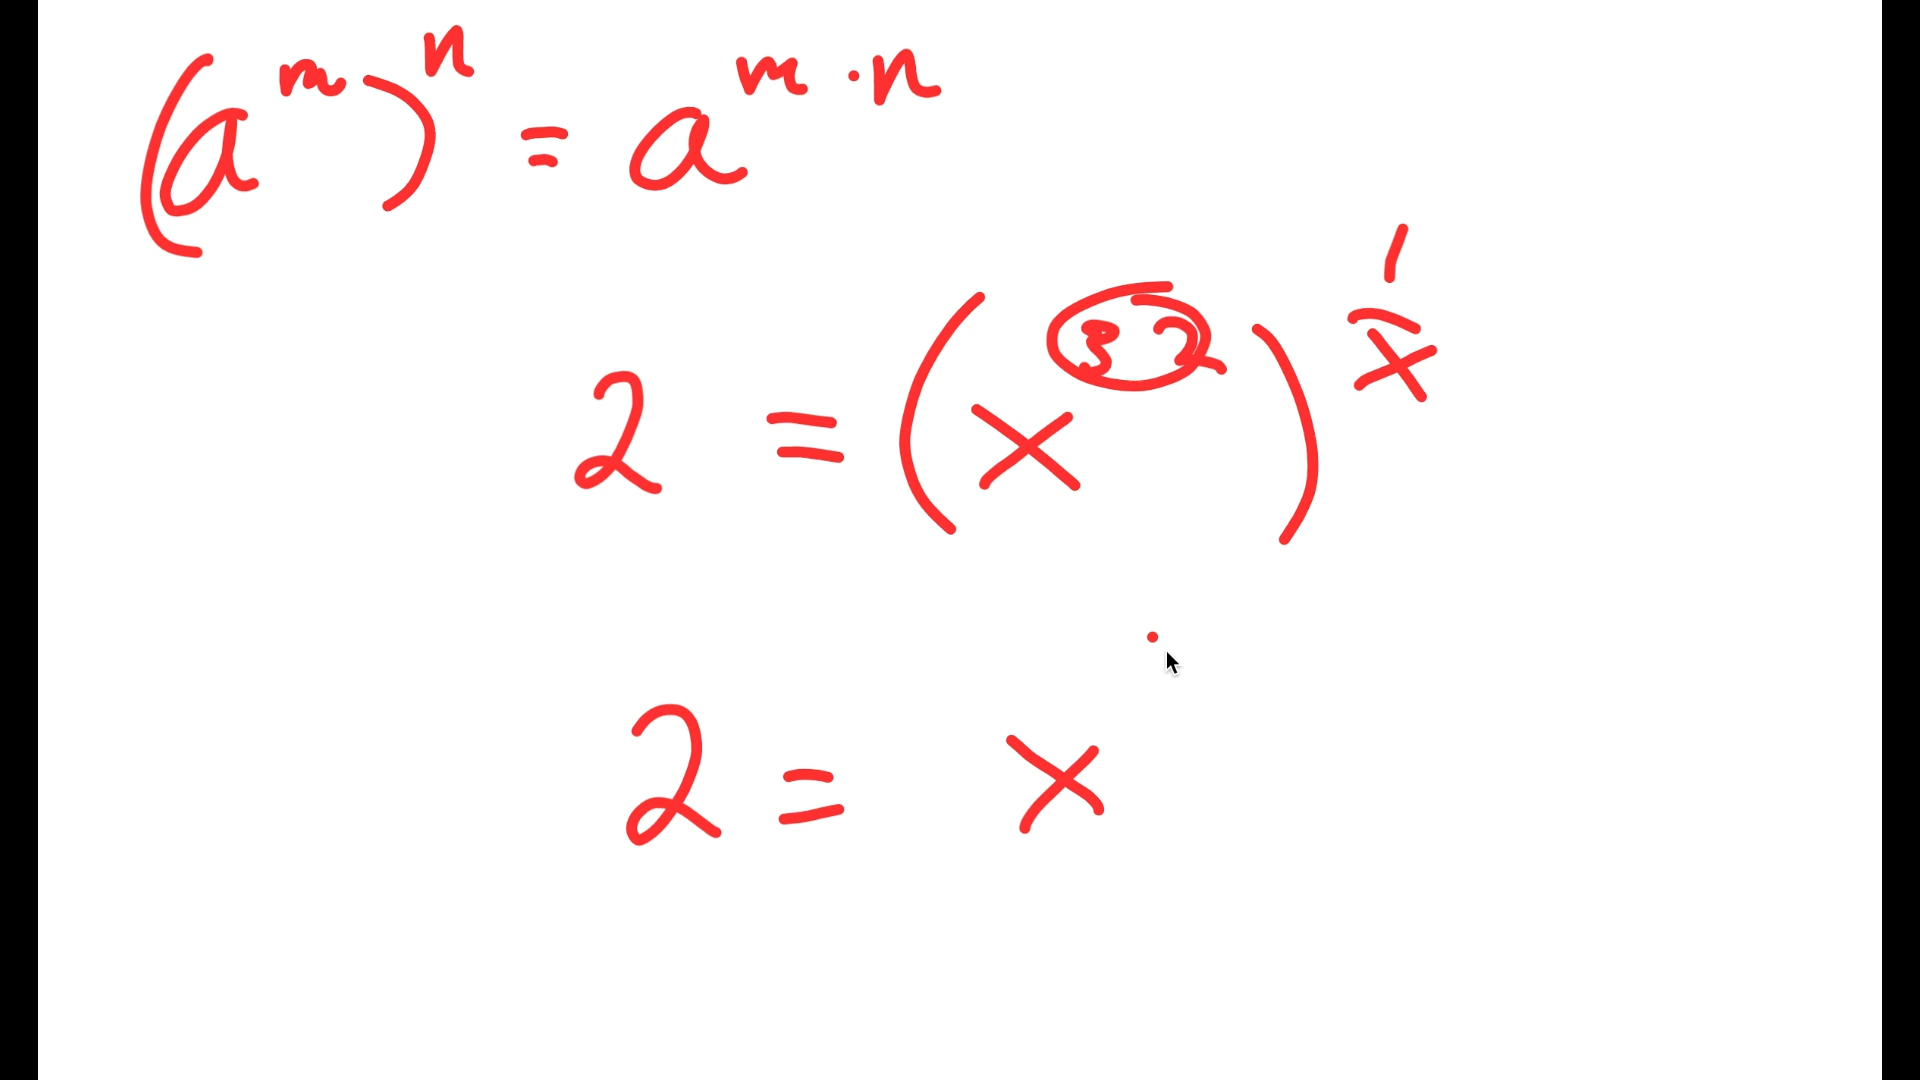 (a^m)^n = a^{m·n}
2 = (x^{32})^{1/x}
2 = x